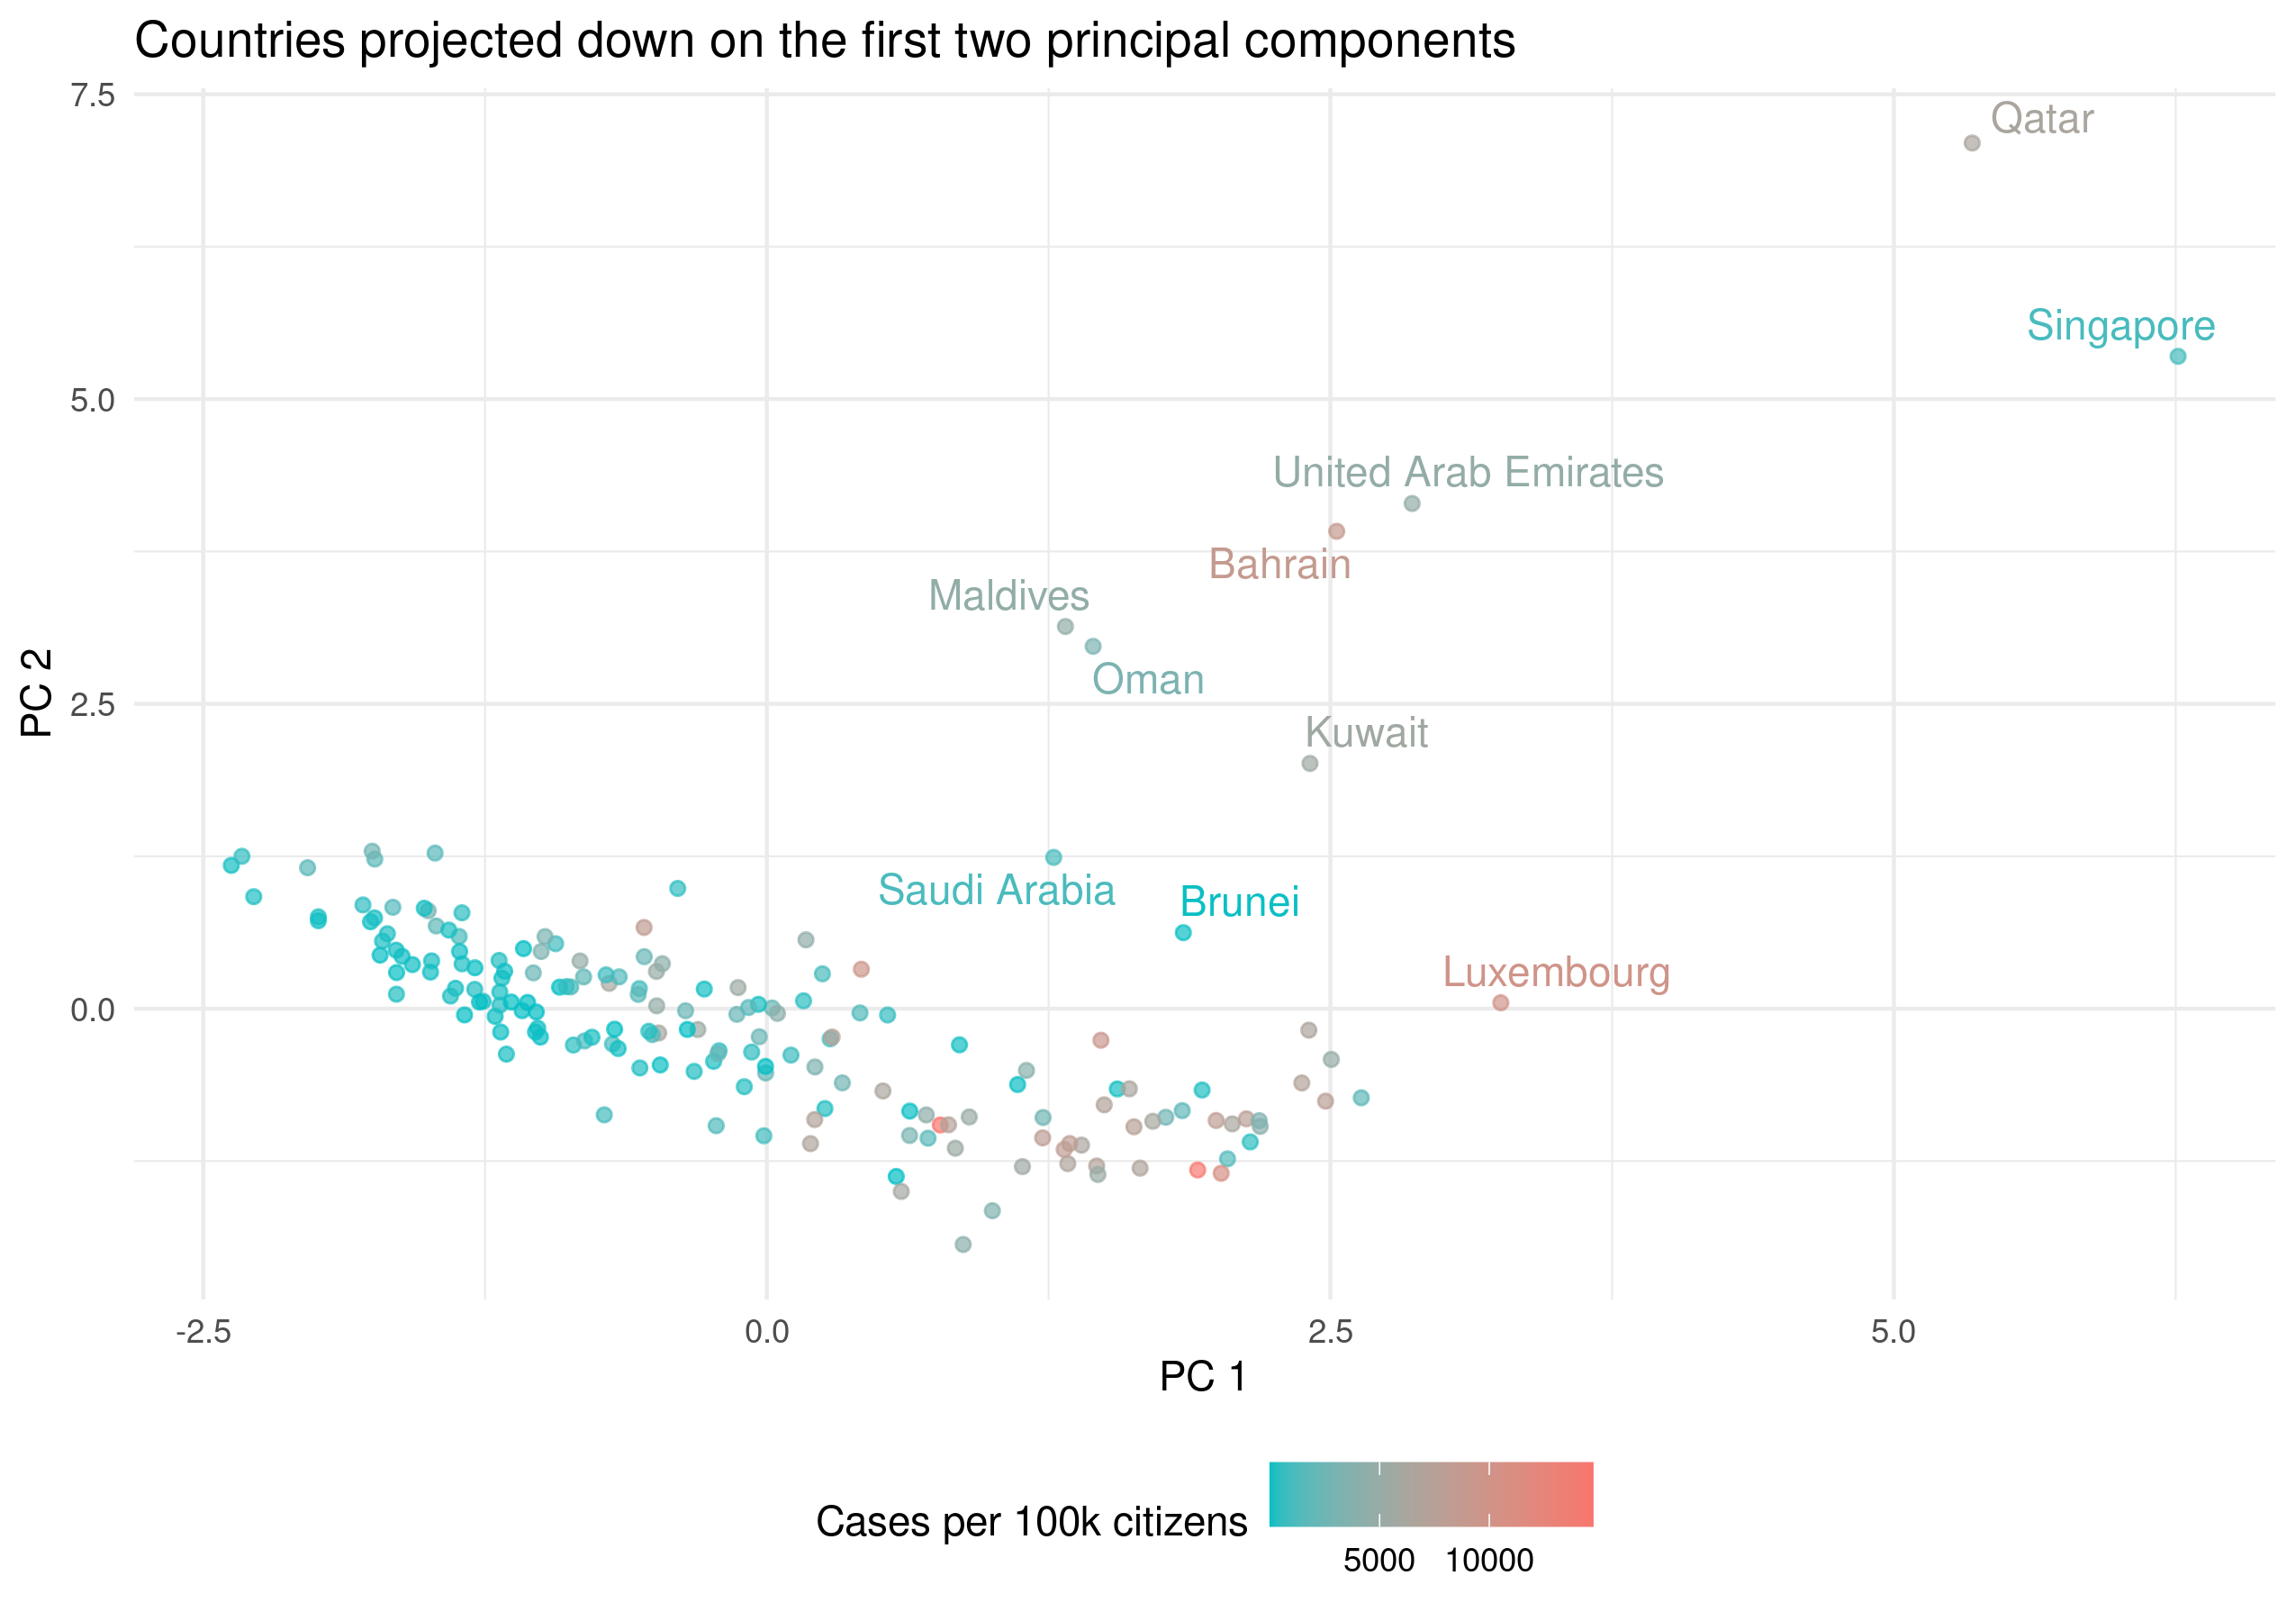 Countries projected down on the first two principal components
7.5
Qatar
Singapore
5.0
United Arab Emirates
Bahrain
Maldives
Oman
PC 2
2.5
Kuwait
Saudi Arabia
Brunei
Luxembourg
0.0
-2.5
0.0
2.5
5.0
PC 1
Cases per 100k citizens
5000
10000